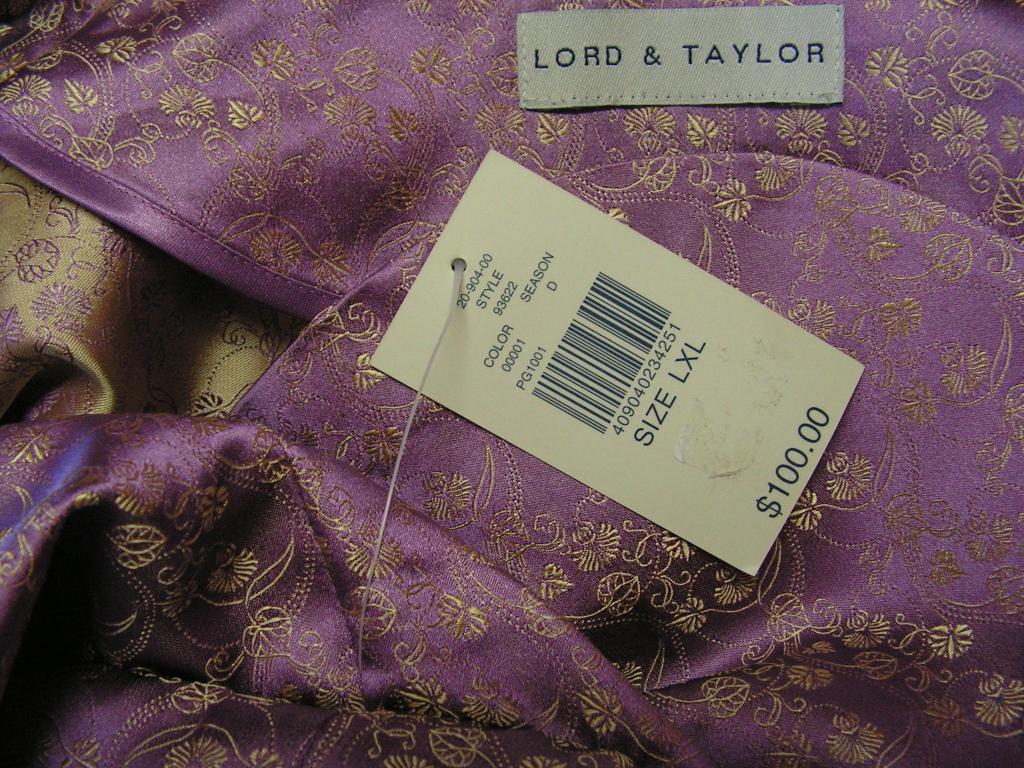 LORD & TAYLOR
20-904-00
STYLE
93622
SEASON
D
COLOR
00001
PG1001
409040234251
SIZE LXL
$100.00